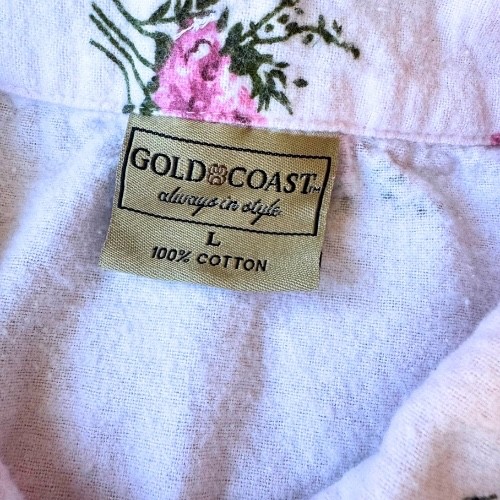 GOLD COAST™
always in style.
L
100% COTTON